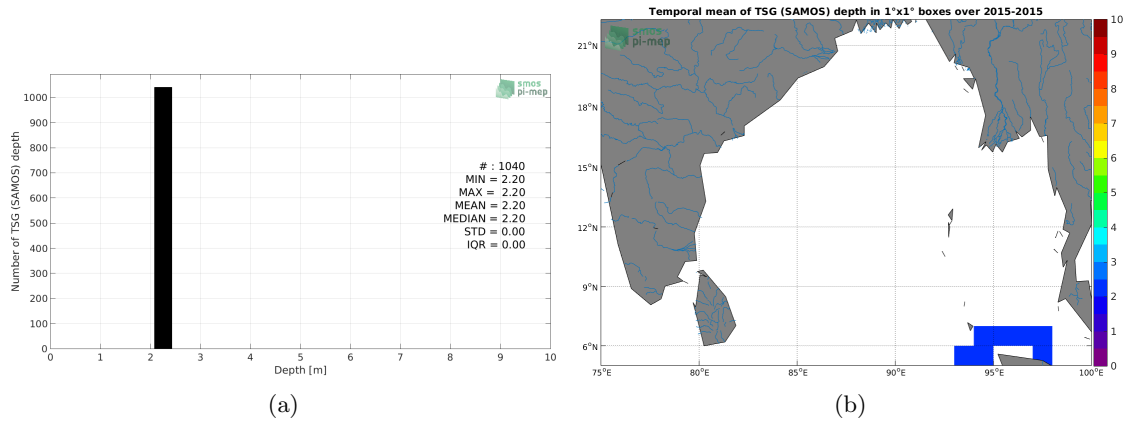 smos
pi-mep
# : 1040
MIN = 2.20
MAX = 2.20
MEAN = 2.20
MEDIAN = 2.20
STD = 0.00
IQR = 0.00
Number of TSG (SAMOS) depth
1000
900
800
700
600
500
400
300
200
100
0
0 1 2 3 4 5 6 7 8 9 10
Depth [m]
(a)
Temporal mean of TSG (SAMOS) depth in 1°x1° boxes over 2015-2015
smos
pi-mep
21°N
18°N
15°N
12°N
9°N
6°N
75°E 80°E 85°E 90°E 95°E 100°E
10
9
8
7
6
5
4
3
2
1
0
(b)